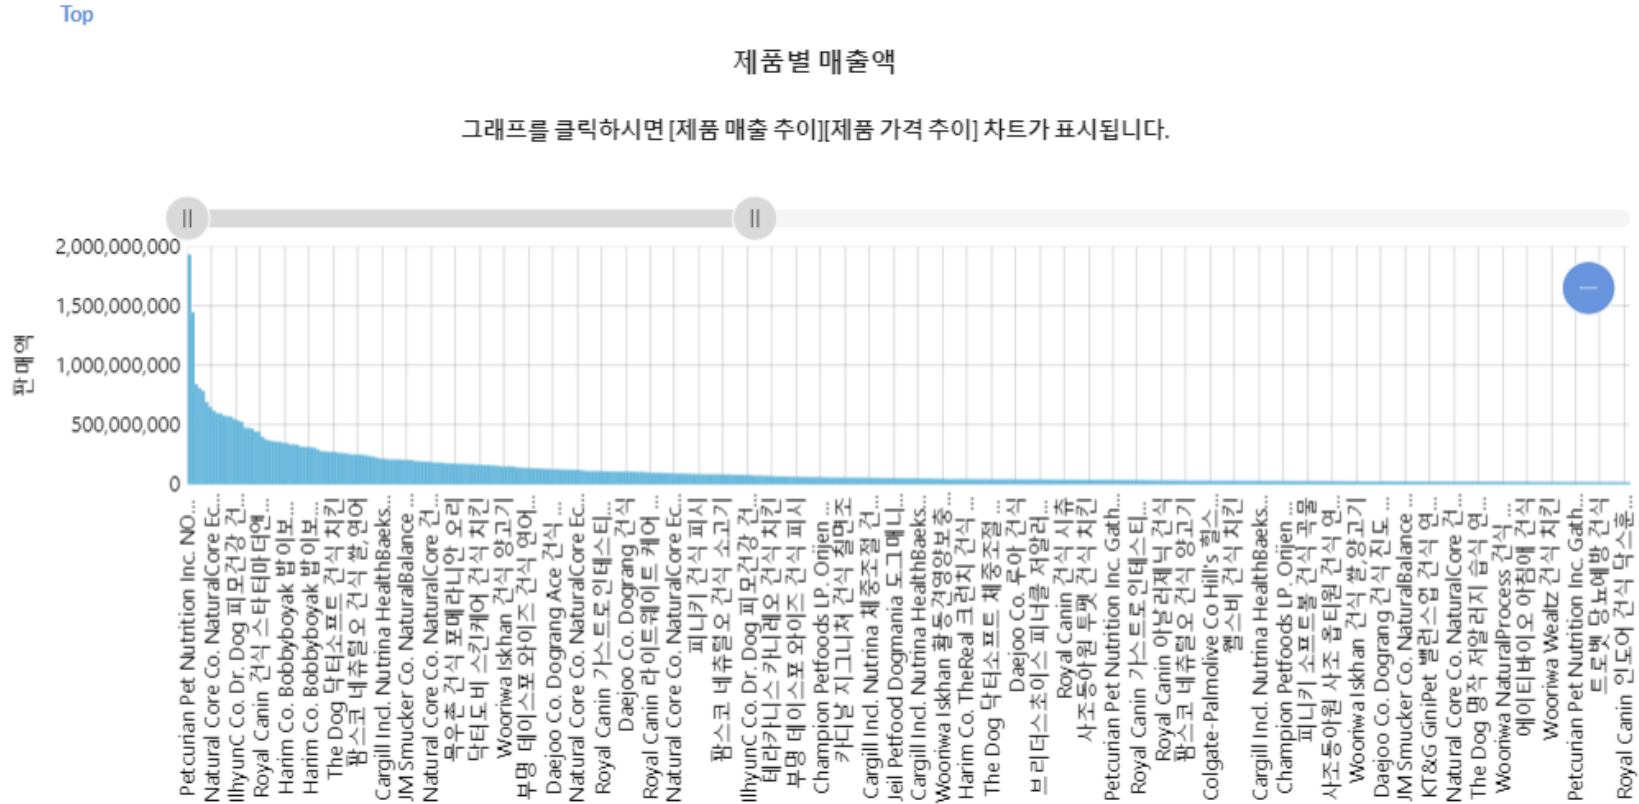 Top
제품별 매출액
그래프를 클릭하시면 [제품 매출 추이][제품 가격 추이] 차트가 표시됩니다.
판매액
2,000,000,000
1,500,000,000
1,000,000,000
500,000,000
0
Petcurian Pet Nutrition Inc. NO...
Natural Core Co. NaturalCore Ec...
IlhyunC Co. Dr. Dog 피모건강 건...
Royal Canin 건식 스타터 마더앤...
Harim Co. Bobbyboyak 밥이보...
Harim Co. Bobbyboyak 밥이보...
The Dog 닥터소프트 건식 치킨
팜스코 네츄럴오 건식 쌀,연어
Cargill Incl. Nutrina HealthBaeks...
JM Smucker Co. NaturalBalance ...
Natural Core Co. NaturalCore 건...
목우촌 건식 포메라니아 오리
닥터도비 스킨케어 건식 치킨
Wooriwa Iskhan 건식 양고기
부명 데이스포 와이즈 건식 연어...
Daejoo Co. Dograng Ace 건식 ...
Natural Core Co. NaturalCore Ec...
Royal Canin 가스트로인테스티...
Daejoo Co. Dograng 건식
Royal Canin 라이트웨이트 케어 ...
Natural Core Co. NaturalCore Ec...
피니키 건식 피시
팜스코 네츄럴오 건식 소고기
IlhyunC Co. Dr. Dog 피모건강 건...
테라카니스 카니레오 건식 치킨
부명 데이스포 와이즈 건식 피시
Champion Petfoods LP. Orijen ...
카디날 지그니처 건식 칠면조
Cargill Incl. Nutrina 체중조절 건...
Jeil Petfood Dogmania 도그매니...
Cargill Incl. Nutrina HealthBaeks...
Wooriwa Iskhan 활동견영양보충...
Harim Co. TheReal 크런치 건식 ...
The Dog 닥터소프트 체중조절 ...
Daejoo Co. 루아 건식
브리더스초이스 피너클 저알러...
Royal Canin 건식 시츄
사조동아원 투펫 건식 치킨
Petcurian Pet Nutrition Inc. Gath...
Royal Canin 가스트로인테스티...
Royal Canin 아날러제닉 건식
팜스코 네츄럴오 건식 양고기
Colgate-Palmolive Co Hill's 힐스...
웰스비 건식 치킨
Cargill Incl. Nutrina HealthBaeks...
Champion Petfoods LP. Orijen ...
피니키 소프트볼 건식 곡물
사조동아원 사조 옵티원 건식 연...
Wooriwa Iskhan 건식 쌀,양고기
Daejoo Co. Dograng 건식 진도 ...
JM Smucker Co. NaturalBalance ...
KT&G GiniPet 밸런스업 건식 연...
Natural Core Co. NaturalCore 건...
The Dog 명작 저알러지 습식 연...
Wooriwa NaturalProcess 건식 ...
에이티바이오 아침애 건식
Wooriwa Wealtz 건식 치킨
Petcurian Pet Nutrition Inc. Gath...
트로벳 당뇨예방 건식
Royal Canin 인도어 건식 닥스훈...